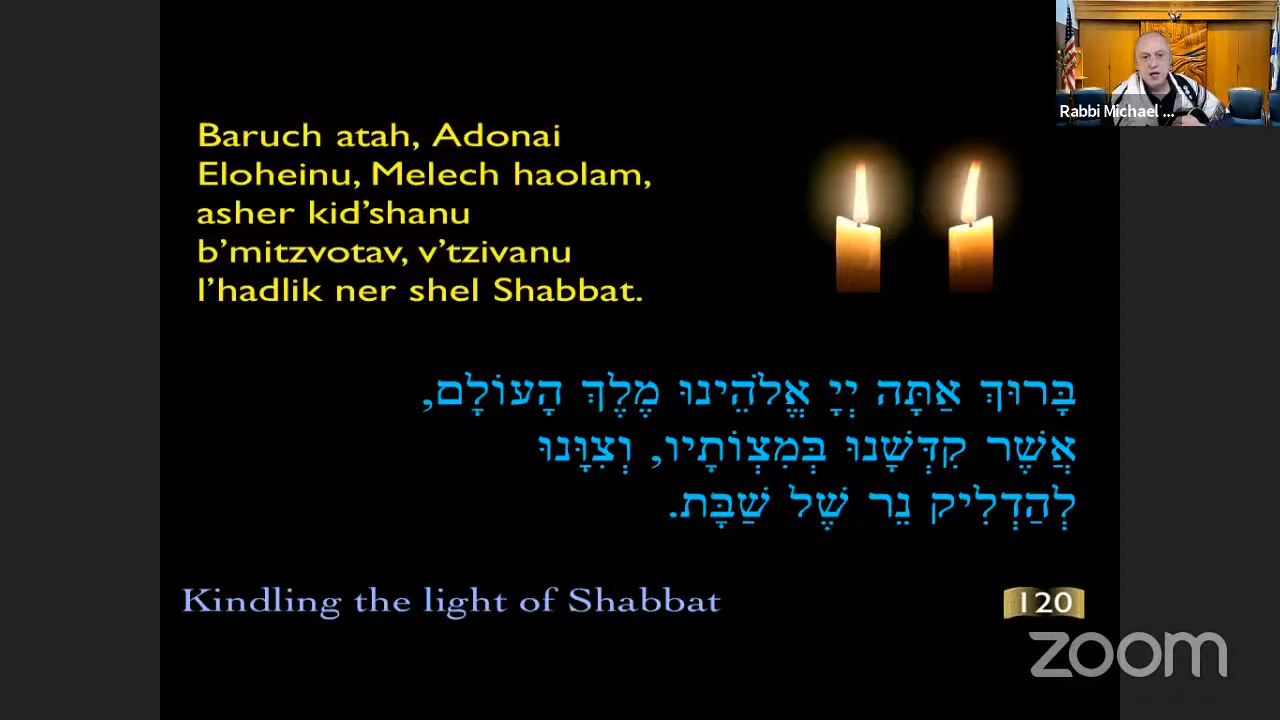 Rabbi Michael ...
Baruch atah, Adonai
Eloheinu, Melech haolam,
asher kid’shanu
b’mitzvotav, v’tzivanu
l’hadlik ner shel Shabbat.
בָּרוּךְ אַתָּה יְיָ אֱלֹהֵינוּ מֶלֶךְ הָעוֹלָם,
אֲשֶׁר קִדְּשָׁנוּ בְּמִצְוֹתָיו, וְצִוָּנוּ
לְהַדְלִיק נֵר שֶׁל שַׁבָּת.
Kindling the light of Shabbat
120
zoom